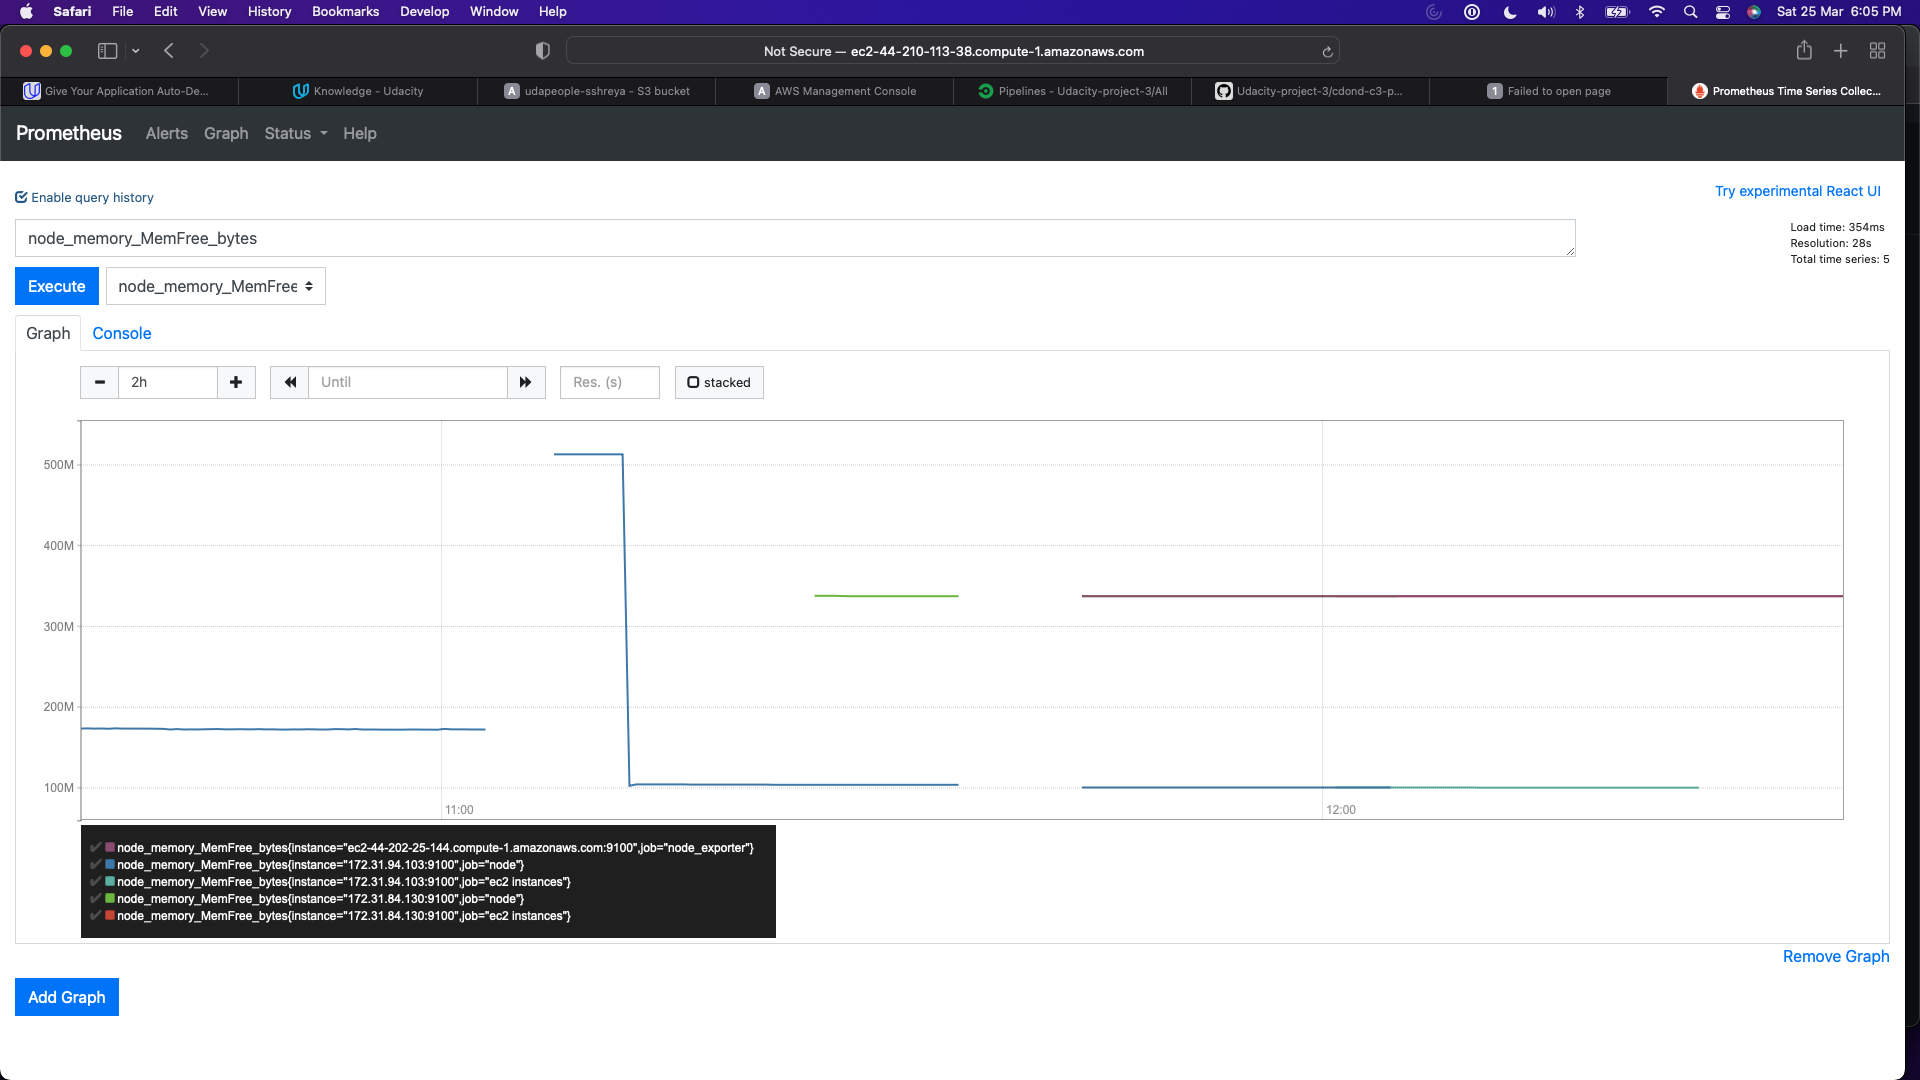 Safari File Edit View History Bookmarks Develop Window Help Sat 25 Mar 6:05 PM
Not Secure — ec2-44-210-113-38.compute-1.amazonaws.com
Give Your Application Auto-De... Knowledge - Udacity A udapeople-sshreya - S3 bucket A AWS Management Console Pipelines - Udacity-project-3/All Udacity-project-3/cdond-c3-p... 1 Failed to open page Prometheus Time Series Collec...
Prometheus Alerts Graph Status Help
Enable query history Try experimental React UI
node_memory_MemFree_bytes
Load time: 354ms
Resolution: 28s
Total time series: 5
Execute node_memory_MemFree
Graph Console
2h Until Res. (s) stacked
500M
400M
300M
200M
100M
11:00 12:00
node_memory_MemFree_bytes{instance="ec2-44-202-25-144.compute-1.amazonaws.com:9100",job="node_exporter"}
node_memory_MemFree_bytes{instance="172.31.94.103:9100",job="node"}
node_memory_MemFree_bytes{instance="172.31.94.103:9100",job="ec2 instances"}
node_memory_MemFree_bytes{instance="172.31.84.130:9100",job="node"}
node_memory_MemFree_bytes{instance="172.31.84.130:9100",job="ec2 instances"}
Remove Graph
Add Graph